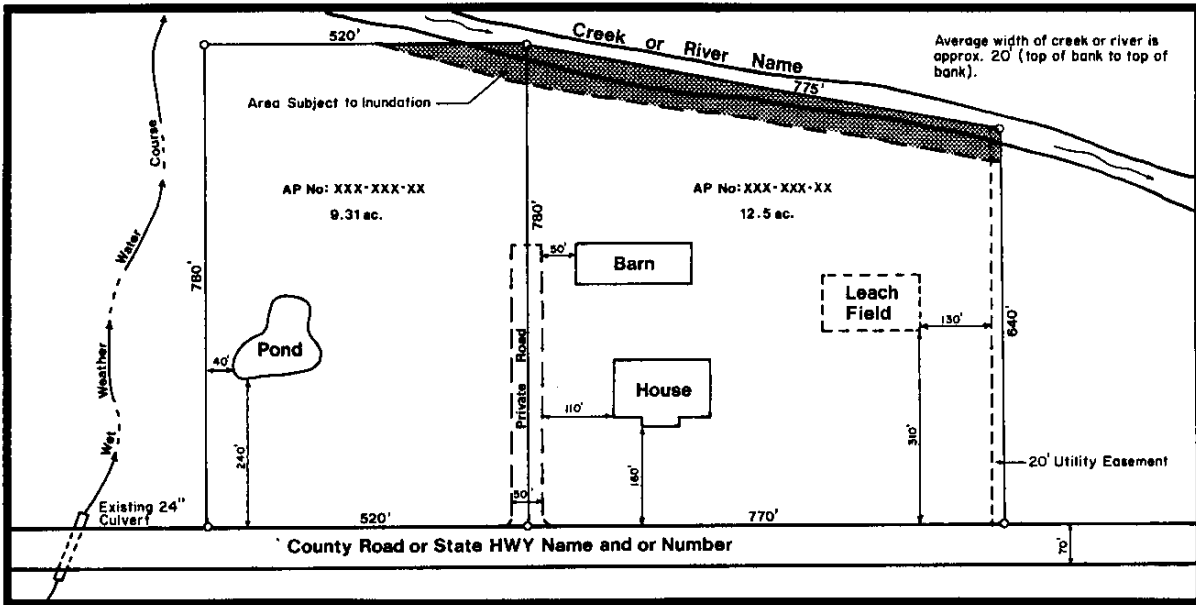 520'
Creek or River Name
775'
Average width of creek or river is
approx. 20' (top of bank to top of
bank).
Area Subject to Inundation
Wet Weather Water Course
AP No: XXX-XXX-XX
9.31 ac.
AP No: XXX-XXX-XX
12.5 ac.
780'
780'
50'
Barn
Leach
Field
130'
640'
Pond
40'
Private Road
House
110'
240'
160'
310'
20' Utility Easement
50'
Existing 24"
Culvert
520'
770'
County Road or State HWY Name and or Number
70'